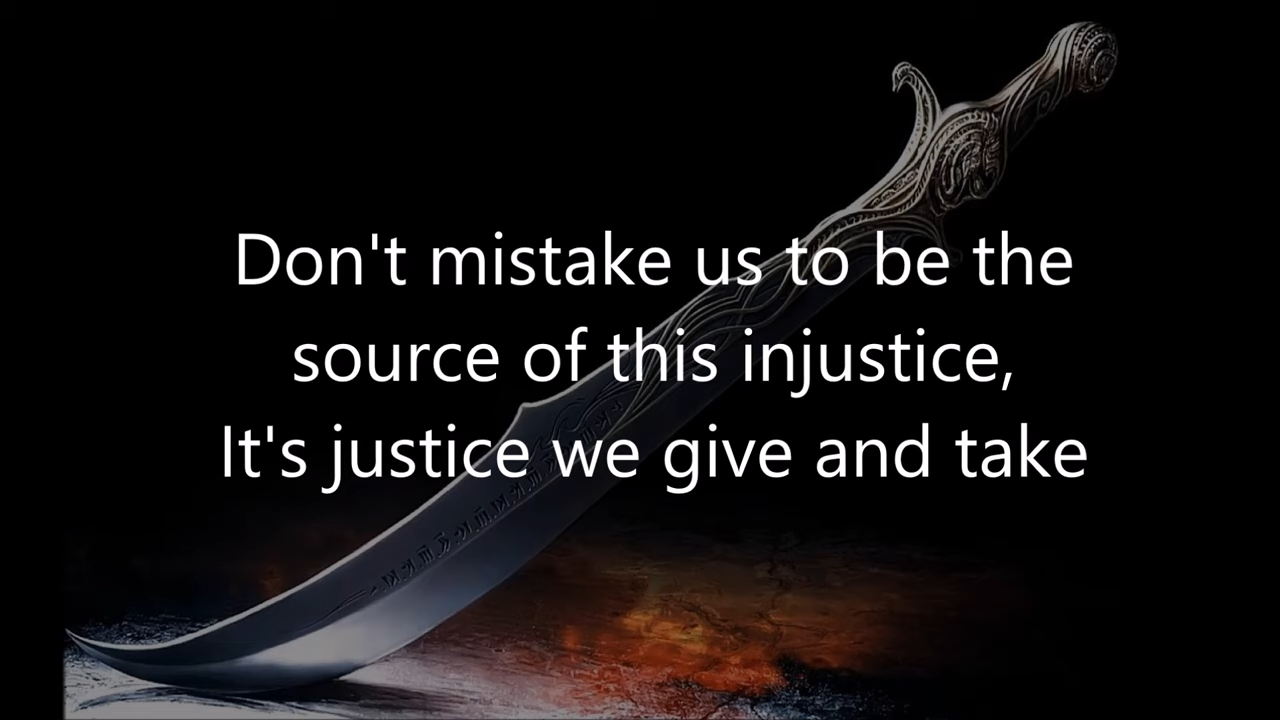 Don't mistake us to be the
source of this injustice,
It's justice we give and take